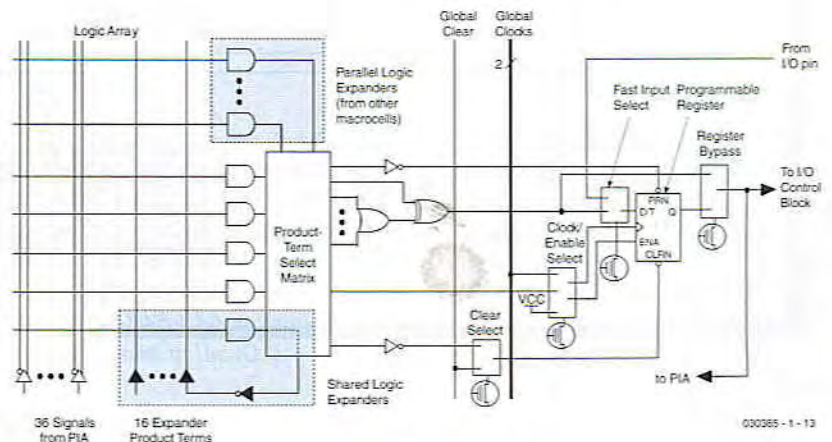 Logic Array
Parallel Logic
Expanders
(from other
macrocells)
Global
Clear
Global
Clocks
2
From
I/O pin
Fast Input
Select
Programmable
Register
Register
Bypass
To I/O
Control
Block
Product-
Term
Select
Matrix
PRN
D/T
Q
ENA
CLRN
Clock/
Enable
Select
VCC
Clear
Select
to PIA
Shared Logic
Expanders
36 Signals
from PIA
16 Expander
Product Terms
030385 - 1 - 13